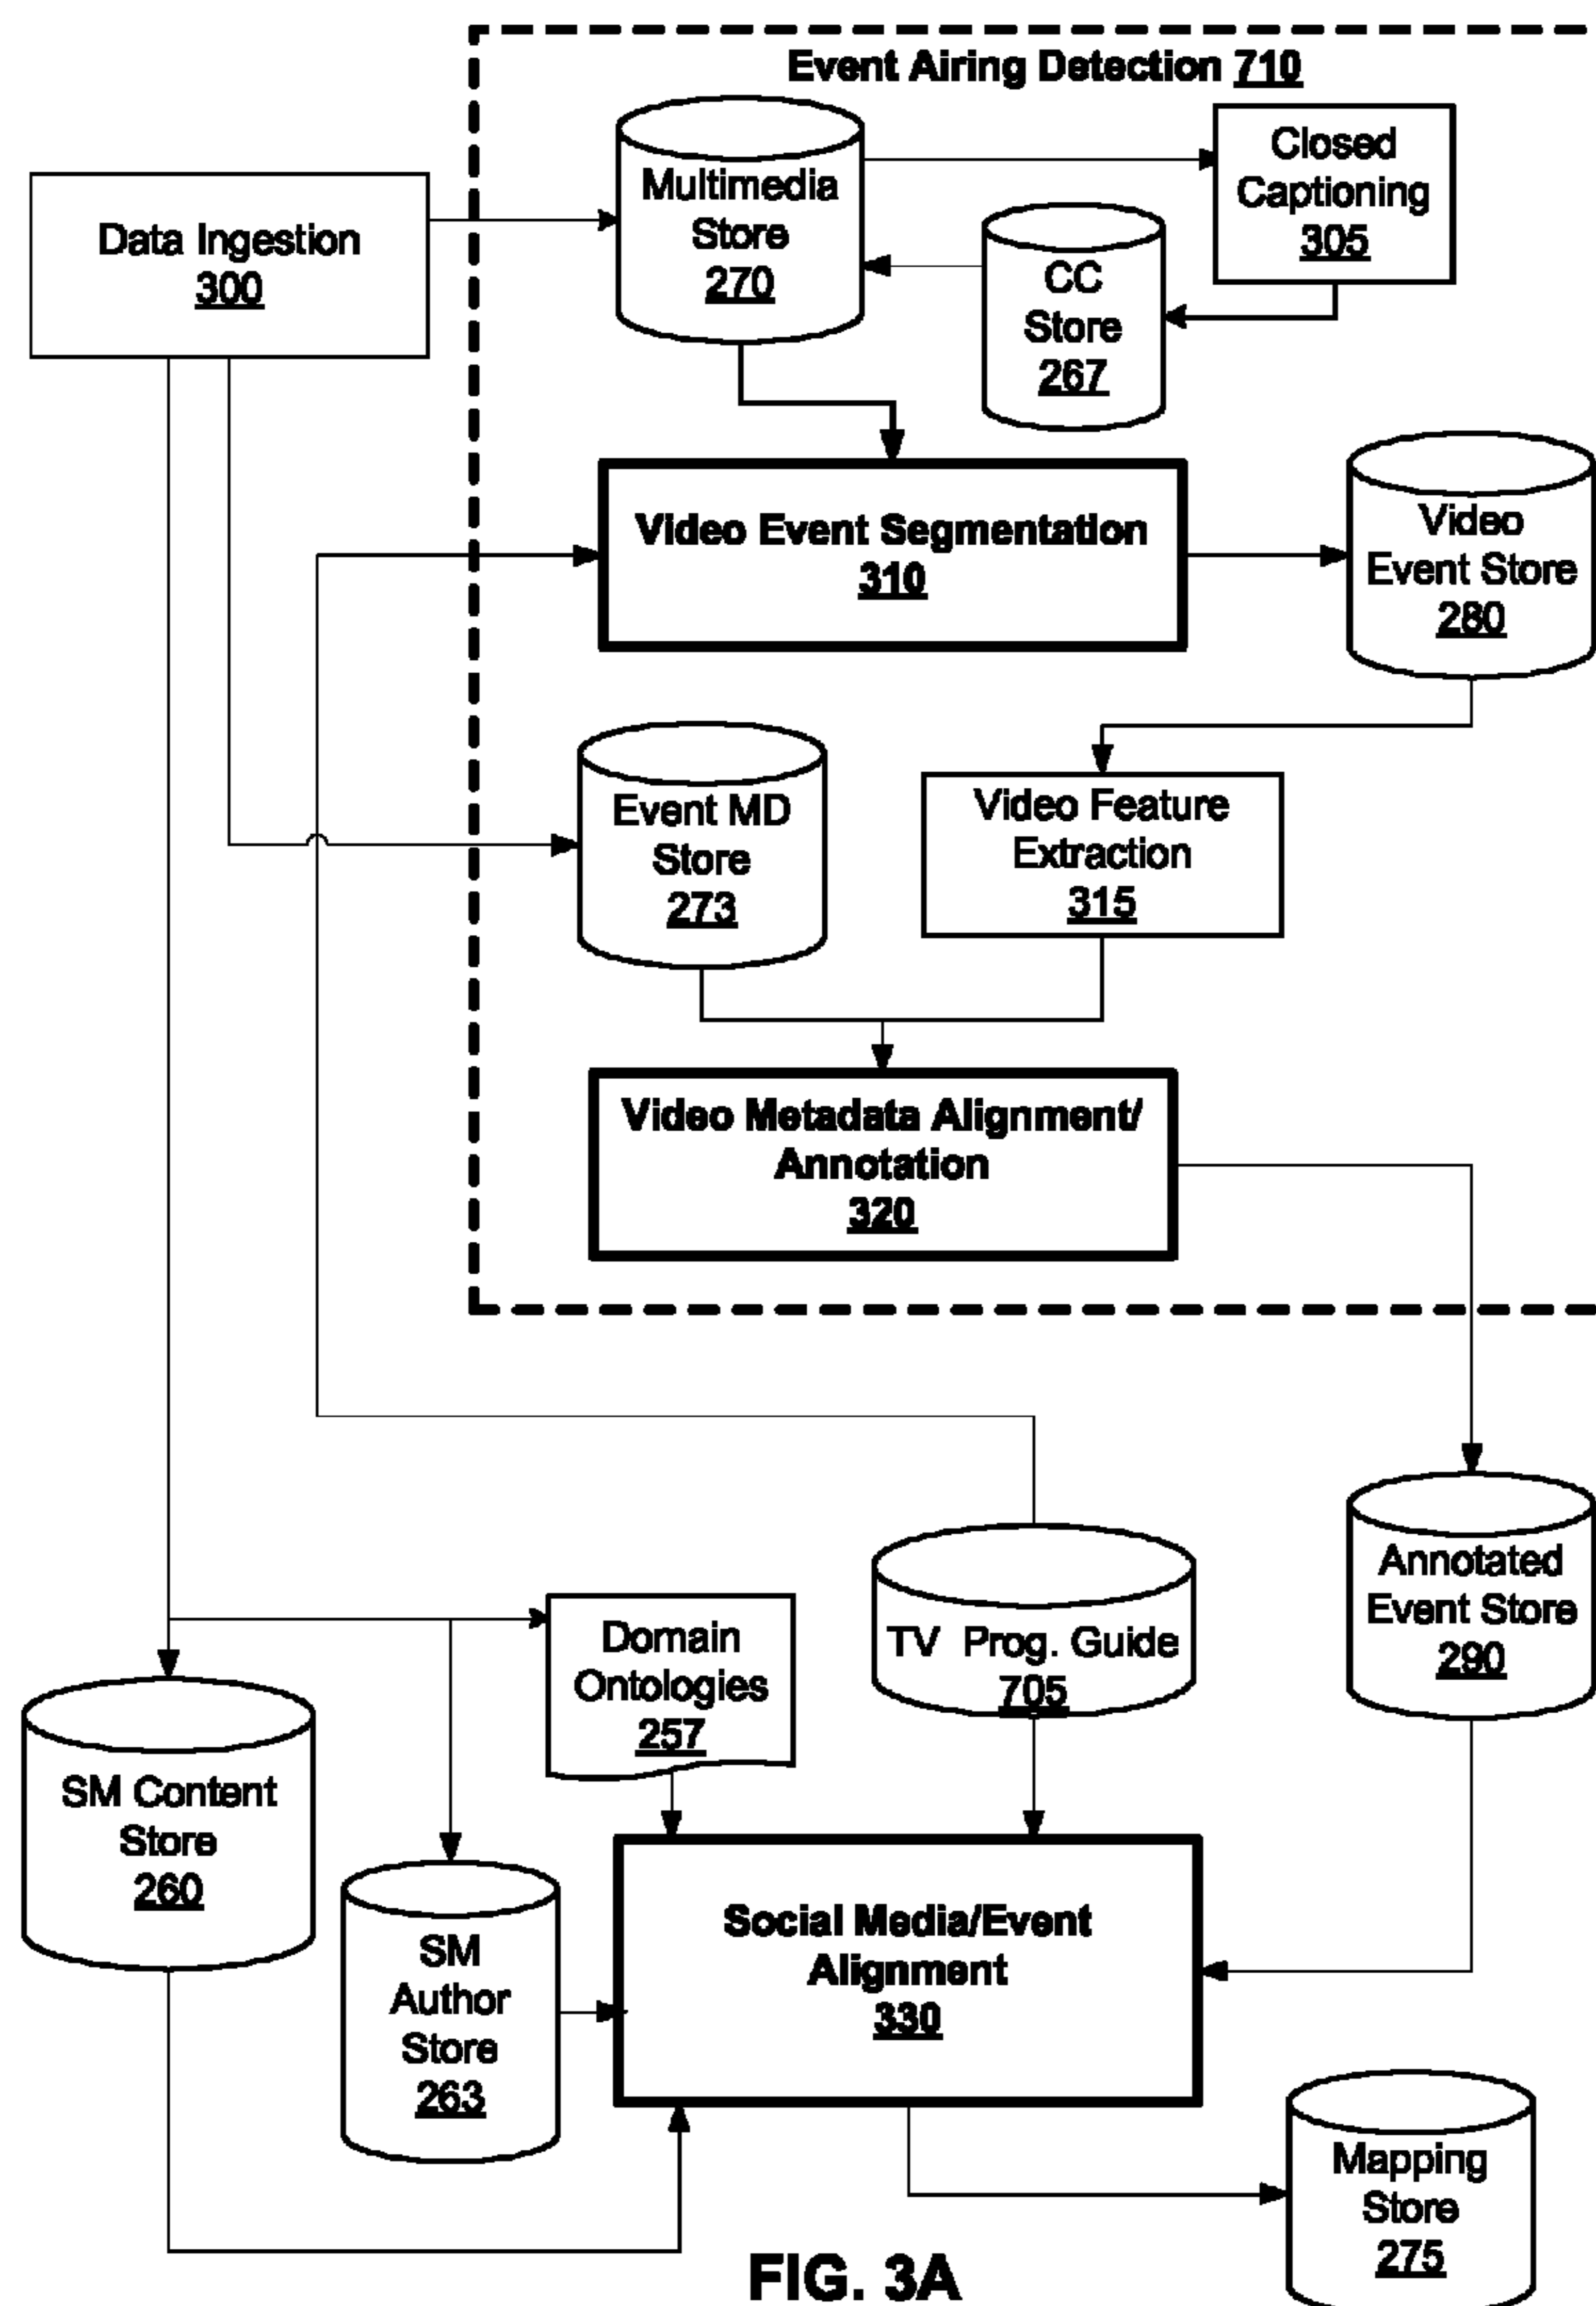 Event Airing Detection 710
Multimedia
Store
270
Closed
Captioning
305
Data Ingestion
300
CC
Store
267
Video Event Segmentation
310
Video
Event Store
280
Event MD
Store
273
Video Feature
Extraction
315
Video Metadata Alignment/
Annotation
320
Domain
Ontologies
257
TV Prog. Guide
705
Annotated
Event Store
290
SM Content
Store
260
SM
Author
Store
263
Social Media/Event
Alignment
330
Mapping
Store
275
FIG. 3A